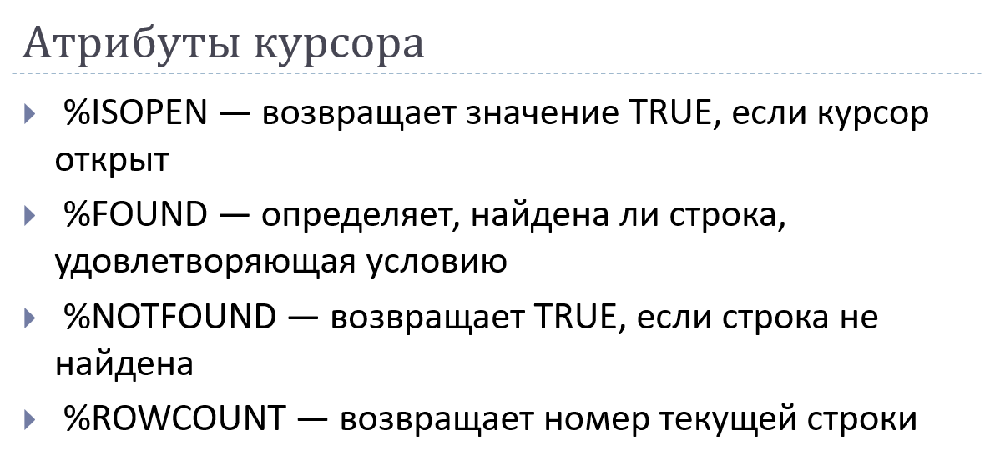 Атрибуты курсора
%ISOPEN — возвращает значение TRUE, если курсор
открыт
%FOUND — определяет, найдена ли строка,
удовлетворяющая условию
%NOTFOUND — возвращает TRUE, если строка не
найдена
%ROWCOUNT — возвращает номер текущей строки